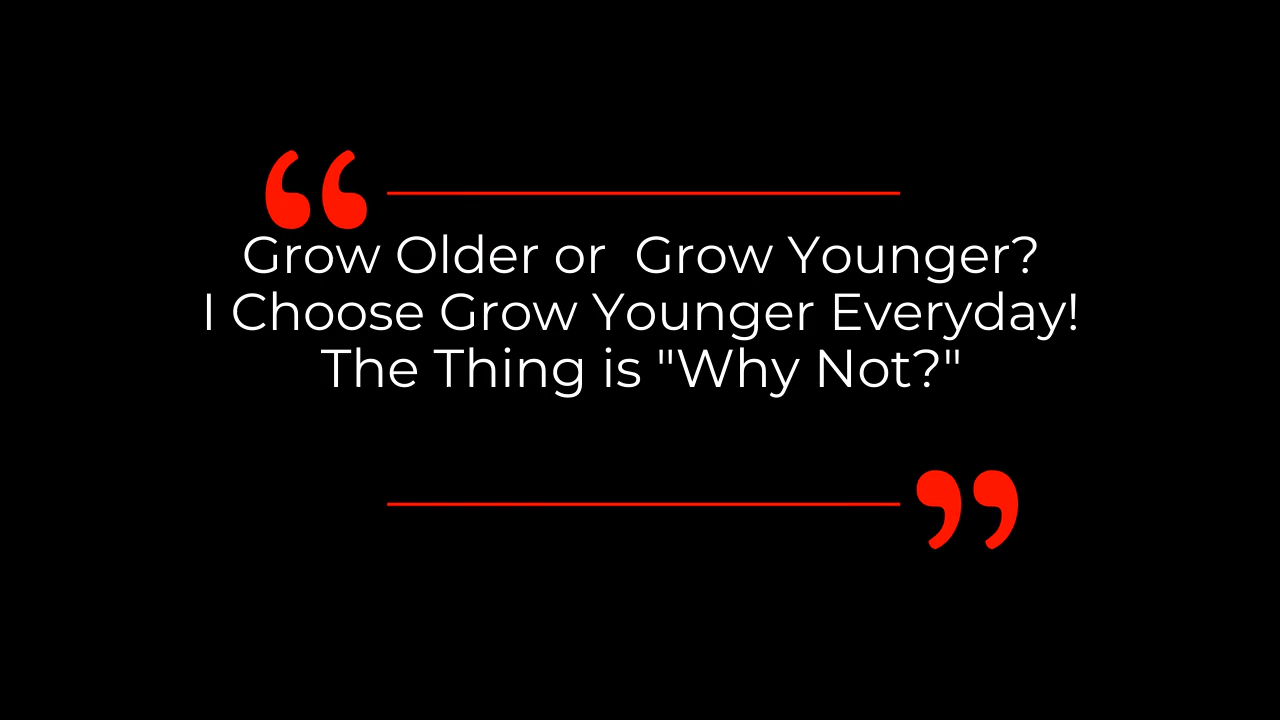 Grow Older or  Grow Younger?
I Choose Grow Younger Everyday!
The Thing is "Why Not?"